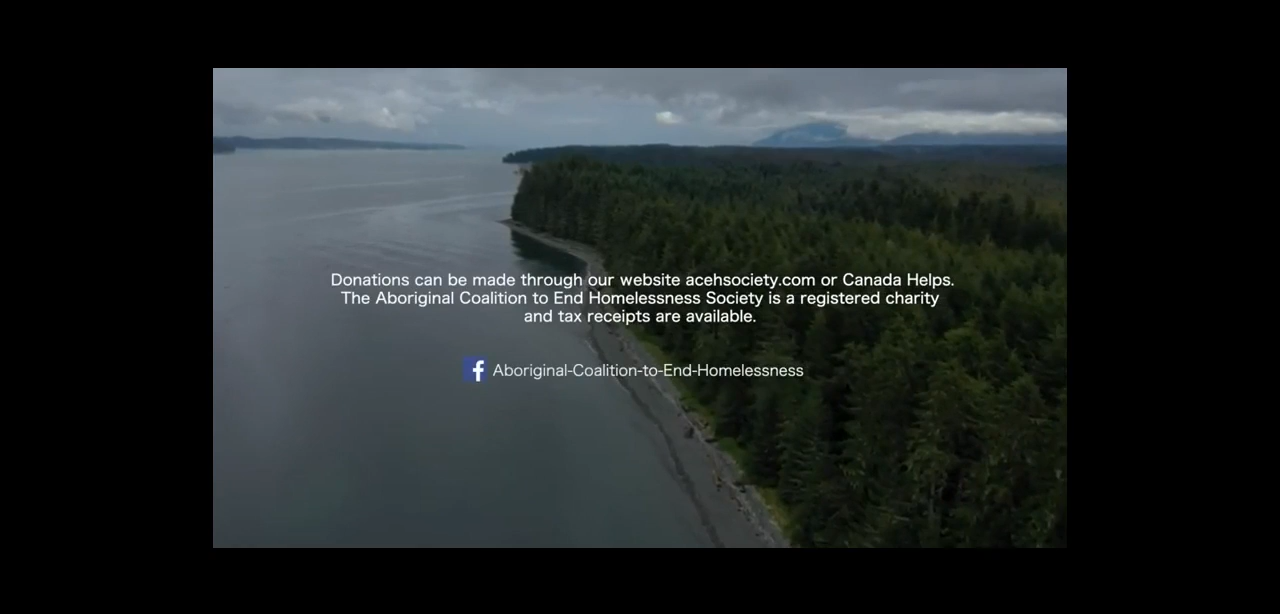 Donations can be made through our website acehsociety.com or Canada Helps.
The Aboriginal Coalition to End Homelessness Society is a registered charity
and tax receipts are available.
Aboriginal-Coalition-to-End-Homelessness